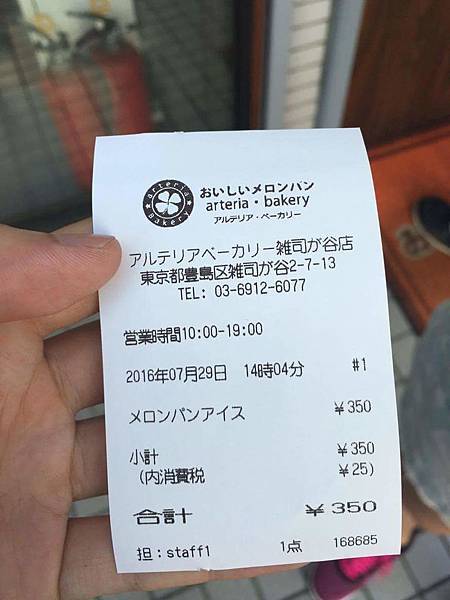 arteria
Bakery
おいしいメロンパン
arteria・bakery
アルテリア・ベーカリー
アルテリアベーカリー雑司が谷店
東京都豊島区雑司が谷2-7-13
TEL: 03-6912-6077
営業時間10:00-19:00
2016年07月29日 14時04分 #1
メロンパンアイス ¥350
小計 ¥350
(内消費税 ¥25)
合計 ¥350
担:staff1 1点 168685